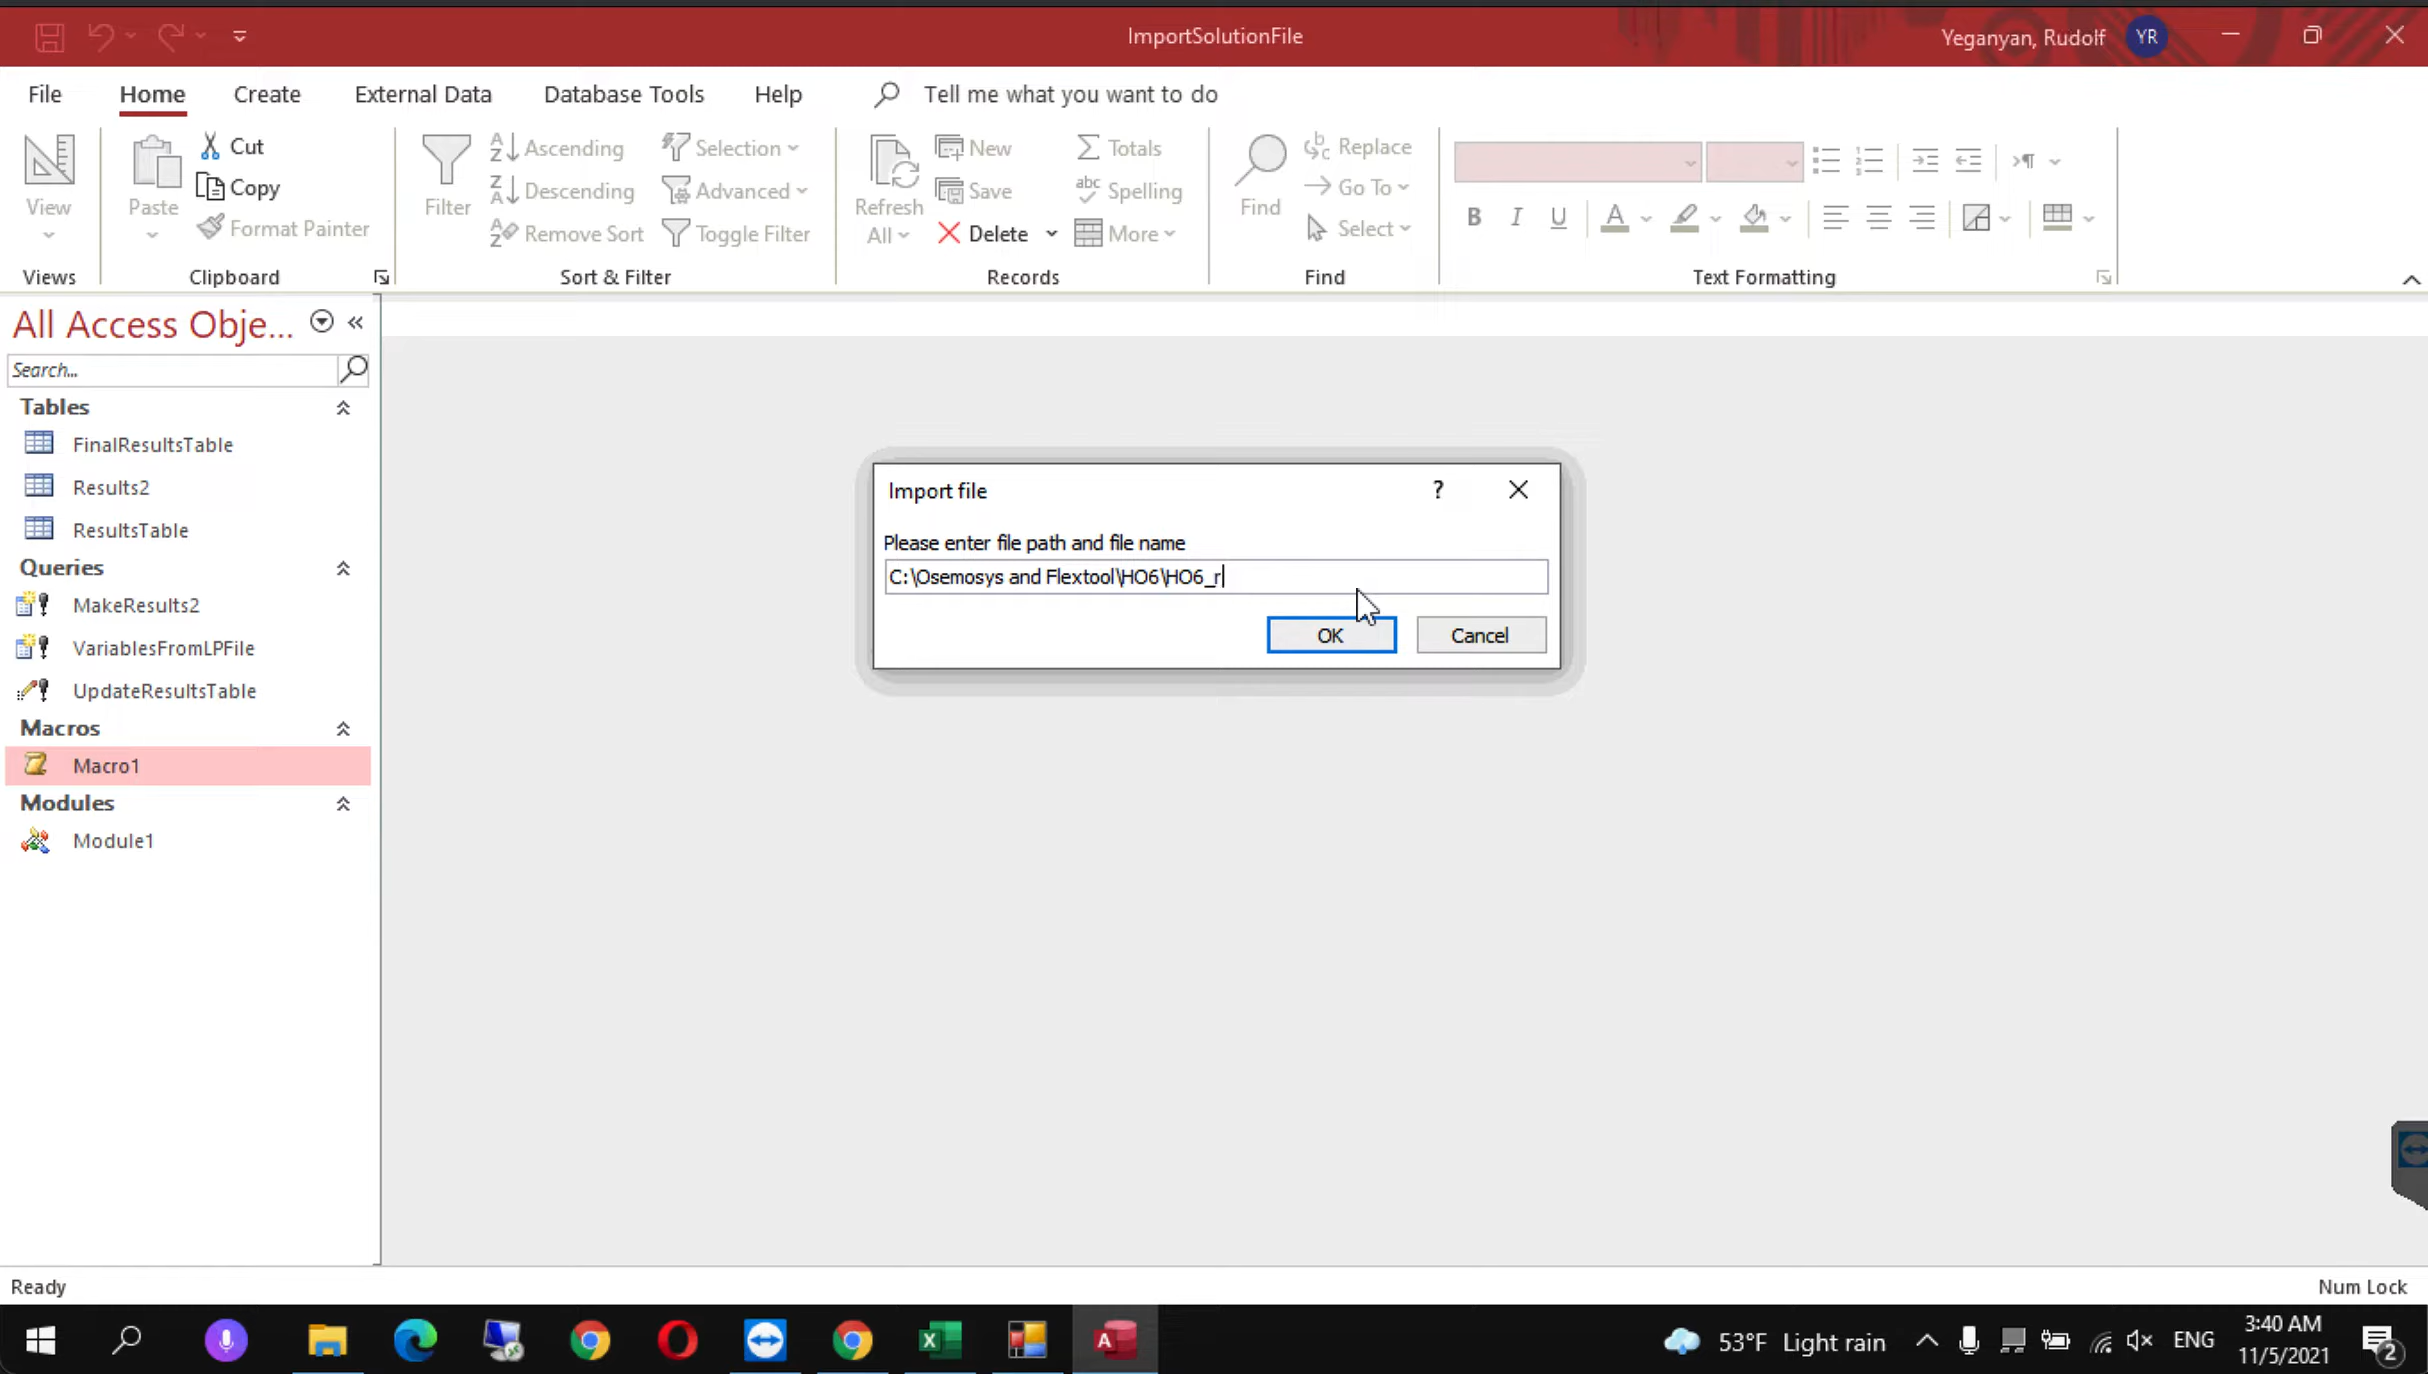 ImportSolutionFile
Yeganyan, Rudolf
YR
File
Home
Create
External Data
Database Tools
Help
Tell me what you want to do
View
Views
Paste
Cut
Copy
Format Painter
Clipboard
Filter
Ascending
Descending
Remove Sort
Selection
Advanced
Toggle Filter
Sort & Filter
Refresh
All
New
Save
Delete
Totals
Spelling
More
Records
Find
Replace
Go To
Select
Find
B I U
Text Formatting
All Access Obje...
Search...
Tables
FinalResultsTable
Results2
ResultsTable
Queries
MakeResults2
VariablesFromLPFile
UpdateResultsTable
Macros
Macro1
Modules
Module1
Import file
?
Please enter file path and file name
C:\Osemosys and Flextool\HO6\HO6_r
OK
Cancel
Ready
Num Lock
53°F Light rain
ENG
3:40 AM
11/5/2021
2